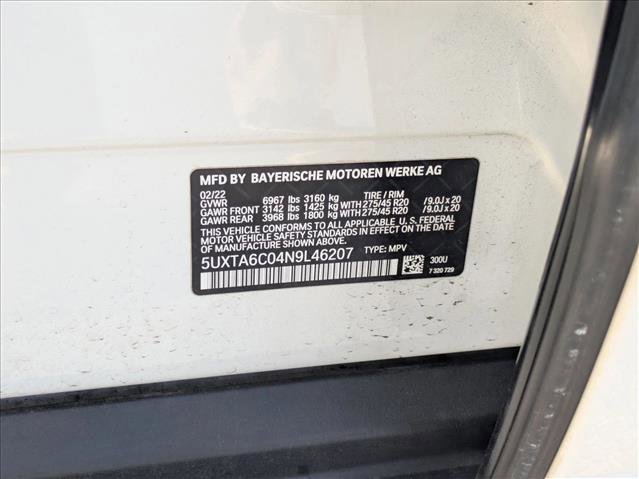 MFD BY BAYERISCHE MOTOREN WERKE AG
02/22 TIRE / RIM
GVWR 6967 lbs 3160 kg
GAWR FRONT 3142 lbs 1425 kg WITH 275/45 R20 / 9.0J x 20
GAWR REAR 3968 lbs 1800 kg WITH 275/45 R20 / 9.0J x 20
THIS VEHICLE CONFORMS TO ALL APPLICABLE U.S. FEDERAL
MOTOR VEHICLE SAFETY STANDARDS IN EFFECT ON THE
DATE OF MANUFACTURE SHOWN ABOVE.
5UXTA6C04N9L46207 TYPE: MPV
300U
7 320 729